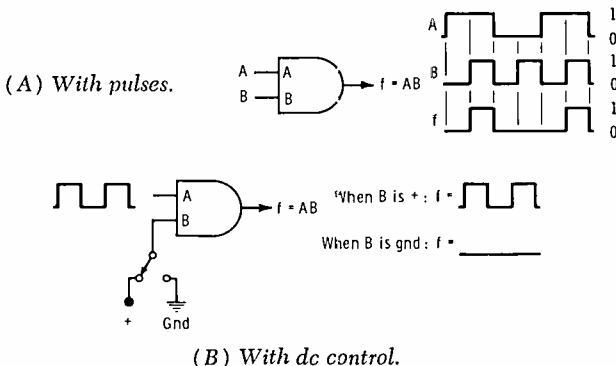 A 1
0
(A) With pulses. A A f = AB B 1
B B 0
f 1
0
A f = AB "When B is + : f =
B
When B is gnd : f =
+ Gnd
(B) With dc control.